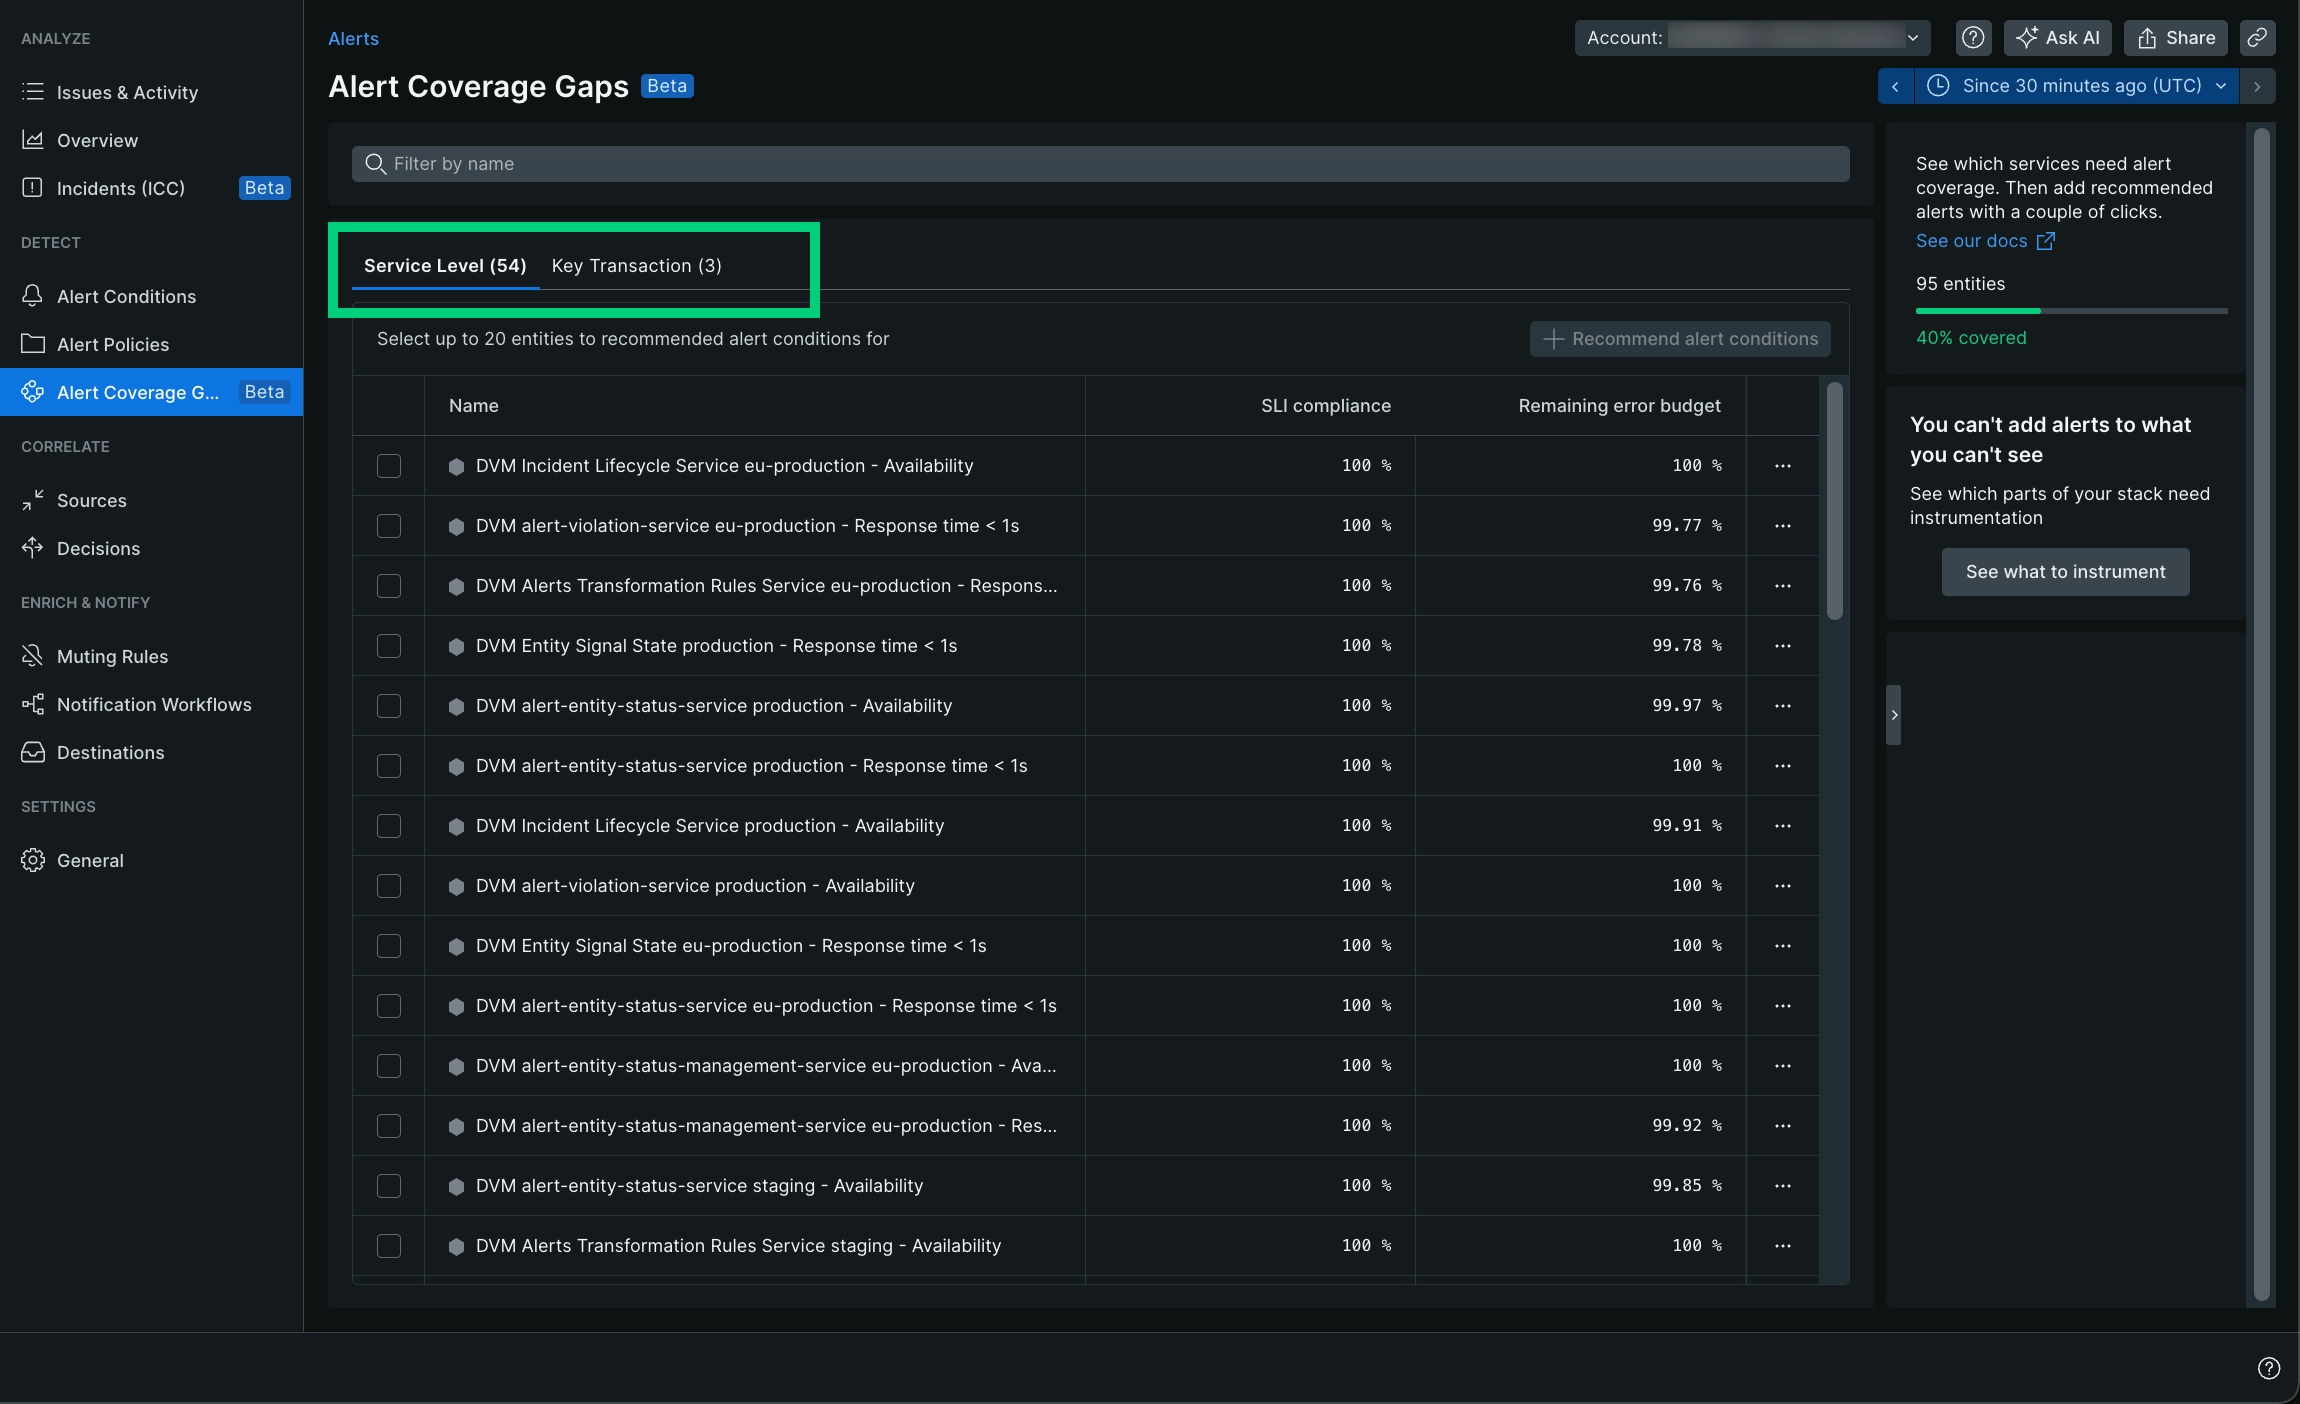 ANALYZE
Issues & Activity
Overview
Incidents (ICC)
Beta
DETECT
Alert Conditions
Alert Policies
Alert Coverage G...
Beta
CORRELATE
Sources
Decisions
ENRICH & NOTIFY
Muting Rules
Notification Workflows
Destinations
SETTINGS
General
Alerts
Alert Coverage Gaps Beta
Account:
Ask AI
Share
Since 30 minutes ago (UTC)
Filter by name
Service Level (54) Key Transaction (3)
Select up to 20 entities to recommended alert conditions for
Recommend alert conditions
Name SLI compliance Remaining error budget
DVM Incident Lifecycle Service eu-production - Availability 100 % 100 % ...
DVM alert-violation-service eu-production - Response time < 1s 100 % 99.77 % ...
DVM Alerts Transformation Rules Service eu-production - Respons... 100 % 99.76 % ...
DVM Entity Signal State production - Response time < 1s 100 % 99.78 % ...
DVM alert-entity-status-service production - Availability 100 % 99.97 % ...
DVM alert-entity-status-service production - Response time < 1s 100 % 100 % ...
DVM Incident Lifecycle Service production - Availability 100 % 99.91 % ...
DVM alert-violation-service production - Availability 100 % 100 % ...
DVM Entity Signal State eu-production - Response time < 1s 100 % 100 % ...
DVM alert-entity-status-service eu-production - Response time < 1s 100 % 100 % ...
DVM alert-entity-status-management-service eu-production - Ava... 100 % 100 % ...
DVM alert-entity-status-management-service eu-production - Res... 100 % 99.92 % ...
DVM alert-entity-status-service staging - Availability 100 % 99.85 % ...
DVM Alerts Transformation Rules Service staging - Availability 100 % 100 % ...
See which services need alert
coverage. Then add recommended
alerts with a couple of clicks.
See our docs
95 entities
40% covered
You can't add alerts to what
you can't see
See which parts of your stack need
instrumentation
See what to instrument